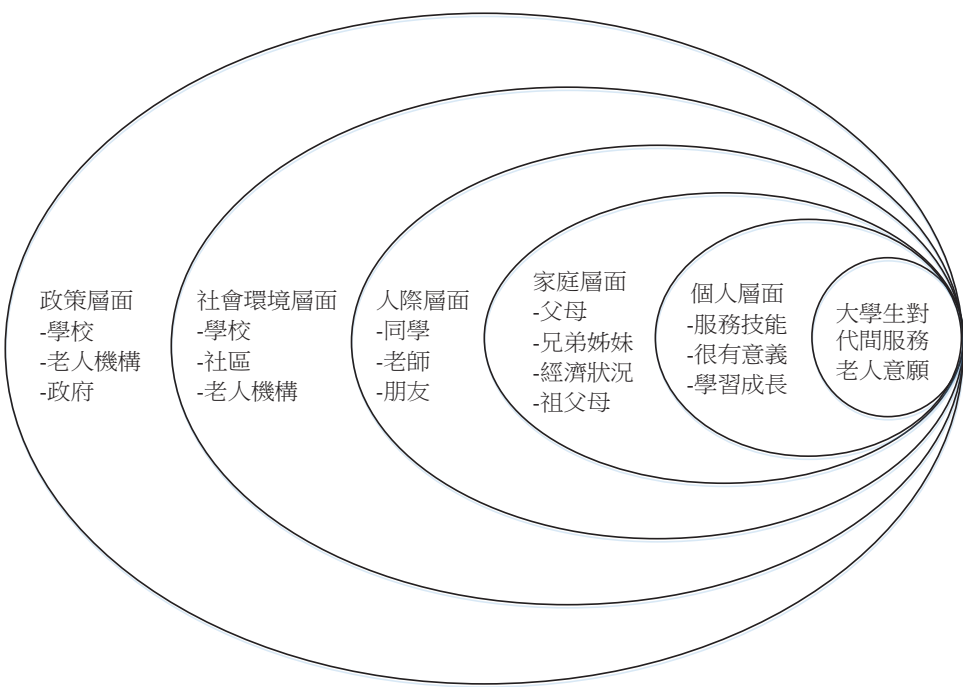 政策層面
-學校
-老人機構
-政府
社會環境層面
-學校
-社區
-老人機構
人際層面
-同學
-老師
-朋友
家庭層面
-父母
-兄弟姊妹
-經濟狀況
-祖父母
個人層面
-服務技能
-很有意義
-學習成長
大學生對
代間服務
老人意願